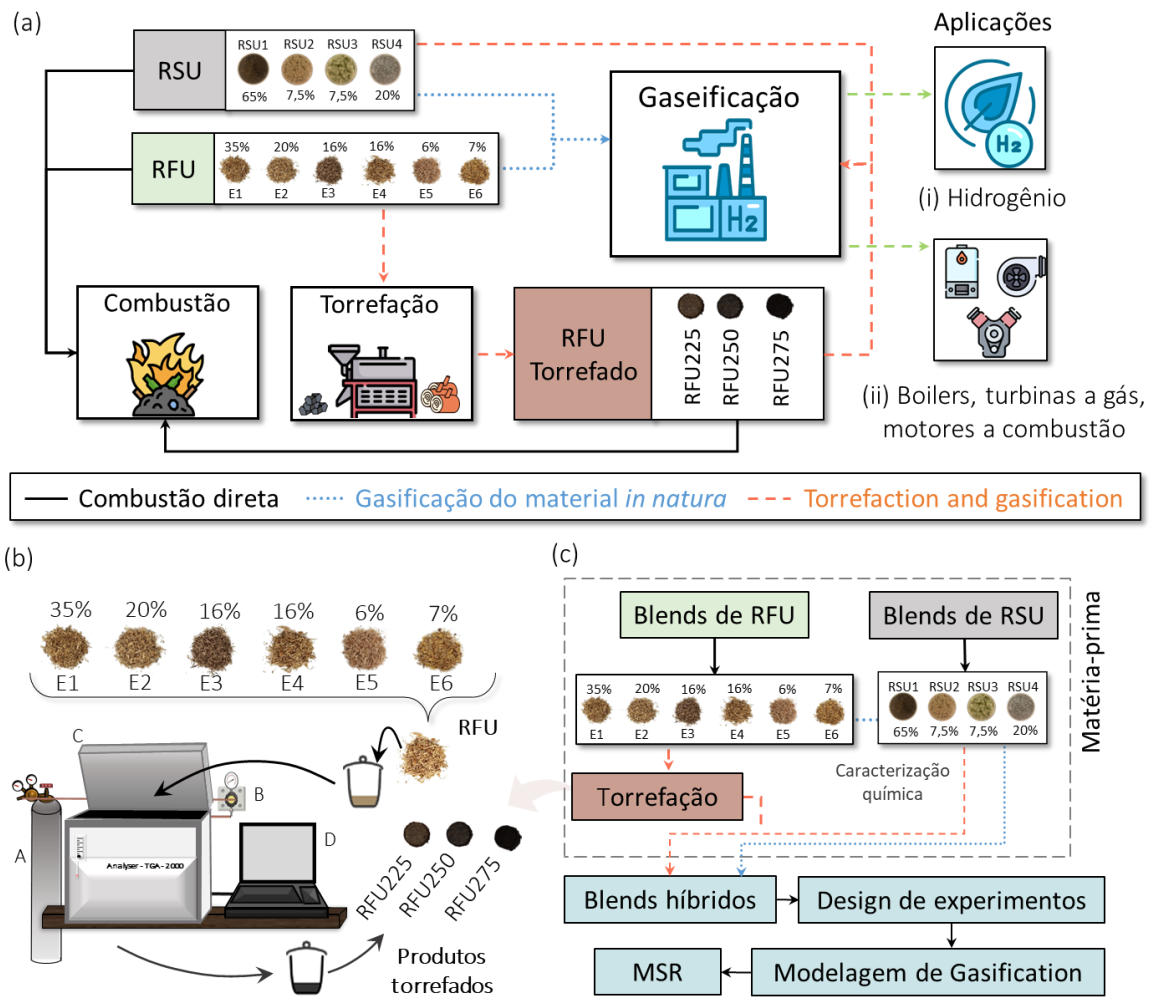 (a)
RSU
RSU1 RSU2 RSU3 RSU4
65% 7,5% 7,5% 20%
RFU
35% 20% 16% 16% 6% 7%
E1 E2 E3 E4 E5 E6
Gaseificação
H2
Aplicações
H2
(i) Hidrogênio
(ii) Boilers, turbinas a gás,
motores a combustão
Combustão
Torrefação
RFU
Torrefado
RFU225
RFU250
RFU275
Combustão direta
Gasificação do material in natura
Torrefaction and gasification
(b)
35% 20% 16% 16% 6% 7%
E1 E2 E3 E4 E5 E6
RFU
C
B
A
D
Analyser - TGA - 2000
RFU225
RFU250
RFU275
Produtos
torrefados
(c)
Matéria-prima
Blends de RFU
Blends de RSU
35% 20% 16% 16% 6% 7%
E1 E2 E3 E4 E5 E6
RSU1 RSU2 RSU3 RSU4
65% 7,5% 7,5% 20%
Torrefação
Caracterização
química
Blends híbridos
Design de experimentos
MSR
Modelagem de Gasification